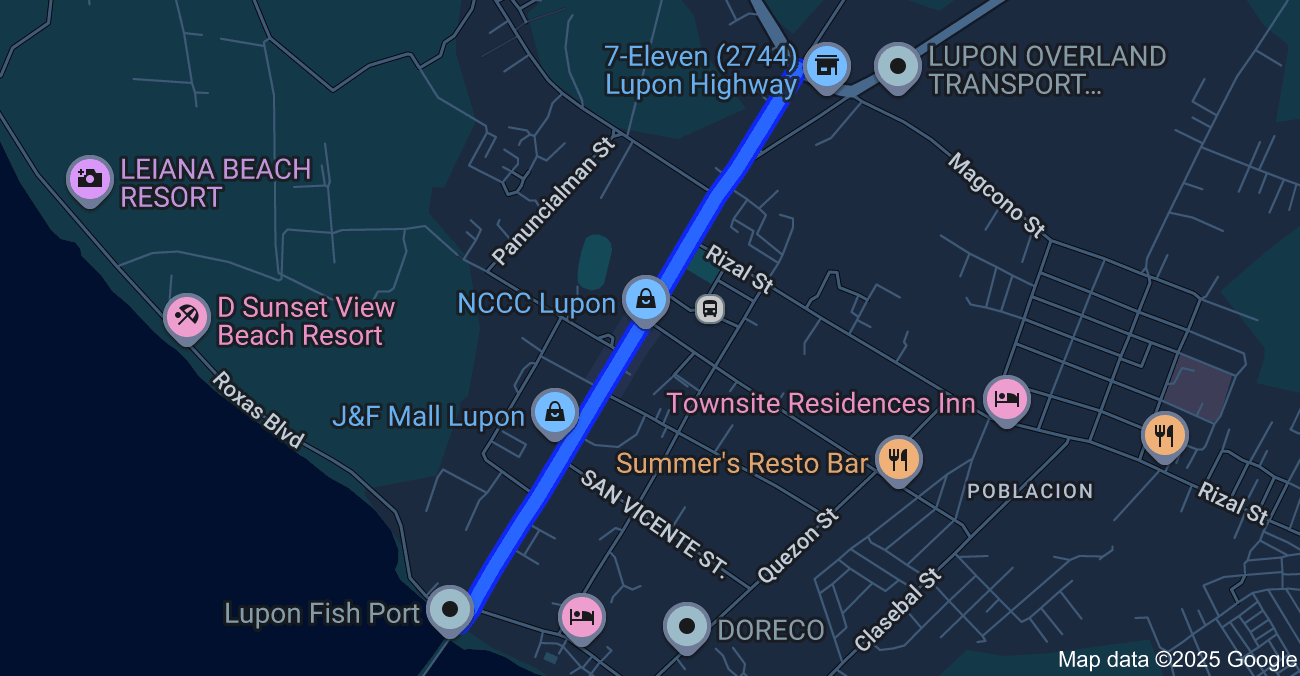 7-Eleven (2744)
Lupon Highway
LUPON OVERLAND
TRANSPORT...
LEIANA BEACH
RESORT
Panuncialman St
Magcono St
Rizal St
NCCC Lupon
D Sunset View
Beach Resort
Roxas Blvd
J&F Mall Lupon
Townsite Residences Inn
Summer's Resto Bar
SAN VICENTE ST.
POBLACION
Rizal St
Quezon St
Clasebal St
Lupon Fish Port
DORECO
Map data ©2025 Google